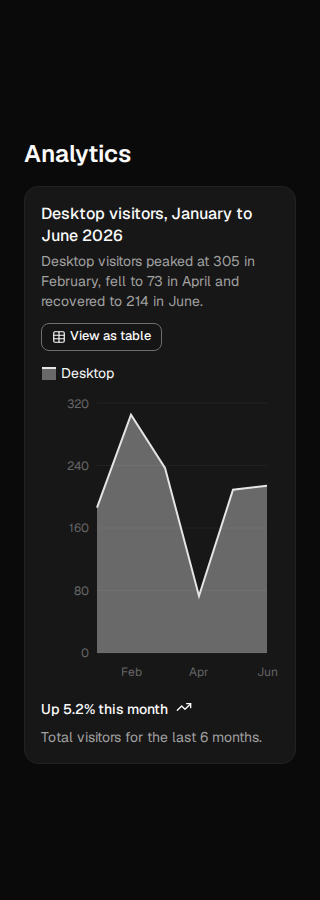 Analytics
Desktop visitors, January to
June 2026
Desktop visitors peaked at 305 in
February, fell to 73 in April and
recovered to 214 in June.
View as table
Desktop
320
240
160
80
0
Feb Apr Jun
Up 5.2% this month
Total visitors for the last 6 months.